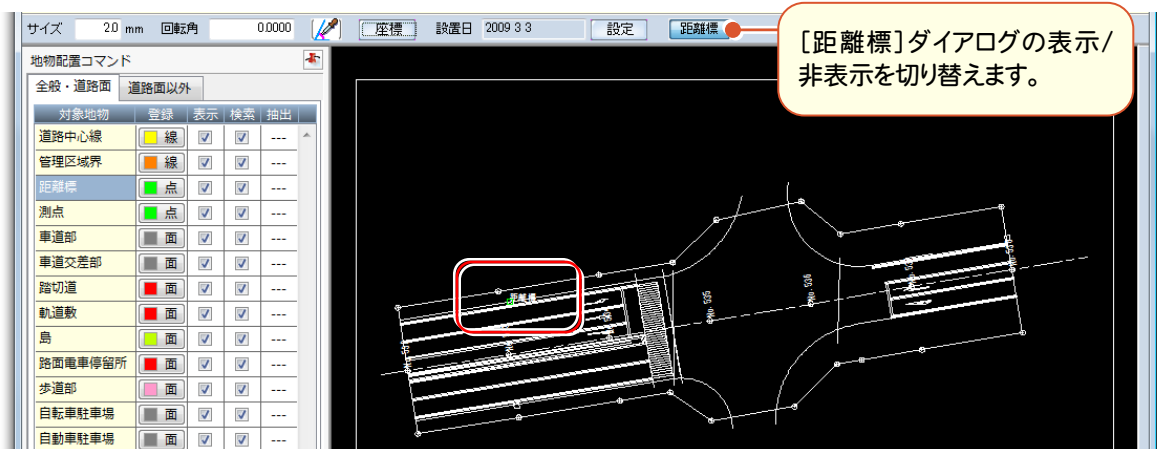 サイズ 2.0 mm 回転角 0.0000 座標 設置日 2009 3 3 設定 距離標
[距離標]ダイアログの表示/
非表示を切り替えます。
地物配置コマンド
全般・道路面 道路面以外
対象地物 登録 表示 検索 抽出
道路中心線 線 ---
管理区域界 線 ---
距離標 点 ---
測点 点 ---
車道部 面 ---
車道交差部 面 ---
踏切道 面 ---
軌道敷 面 ---
島 面 ---
路面電車停留所 面 ---
歩道部 面 ---
自転車駐車場 面 ---
自動車駐車場 面 ---
距離標
No 535
No 536